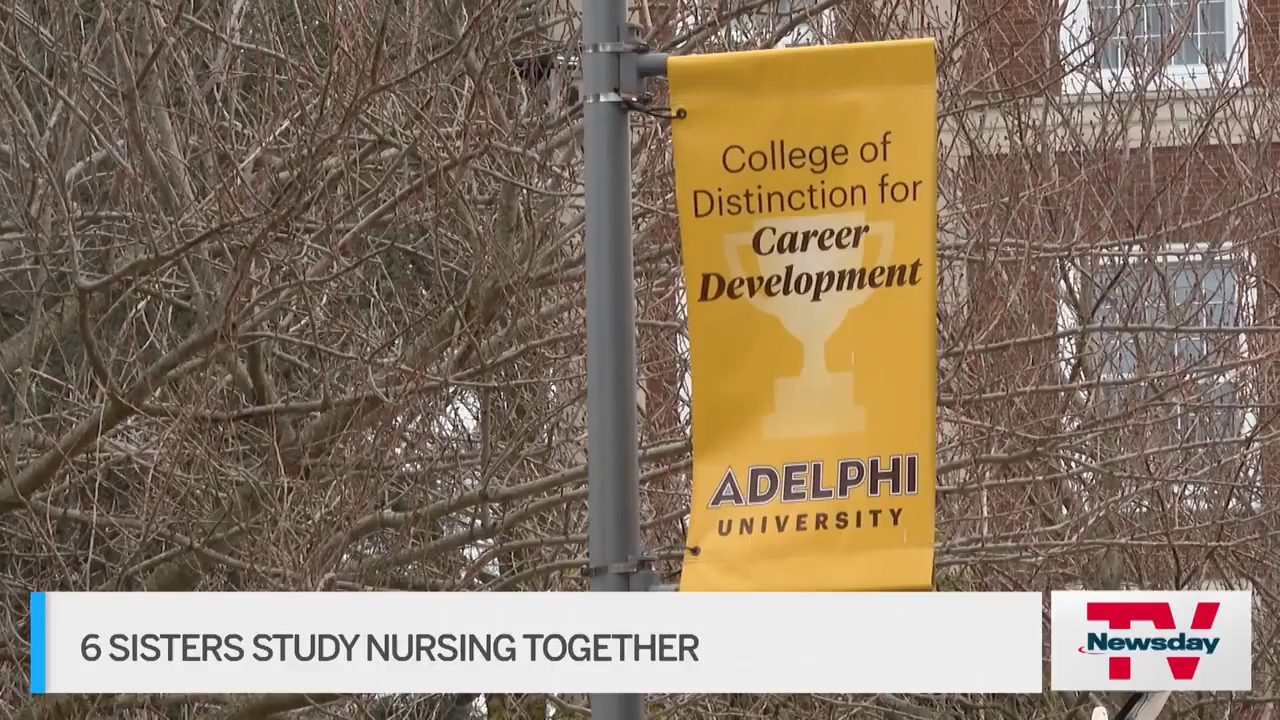 College of
Distinction for
Career
Development
ADELPHI
UNIVERSITY
6 SISTERS STUDY NURSING TOGETHER
TV
Newsday